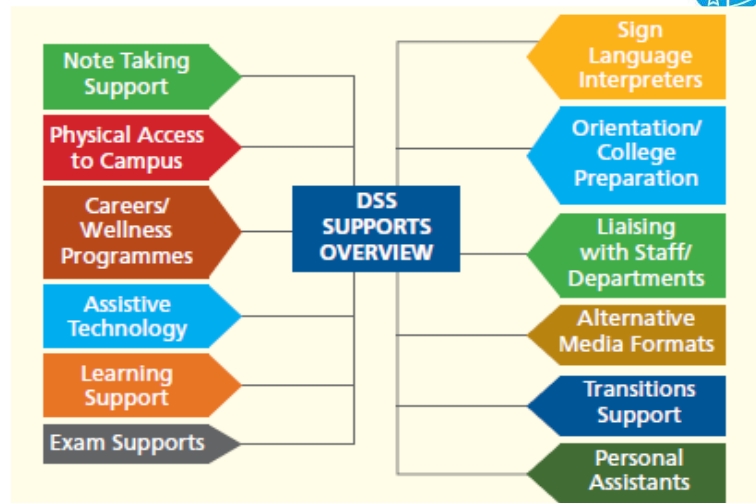 Note Taking
Support
Physical Access
to Campus
Careers/
Wellness
Programmes
Assistive
Technology
Learning
Support
Exam Supports
DSS
SUPPORTS
OVERVIEW
Sign
Language
Interpreters
Orientation/
College
Preparation
Liaising
with Staff/
Departments
Alternative
Media Formats
Transitions
Support
Personal
Assistants